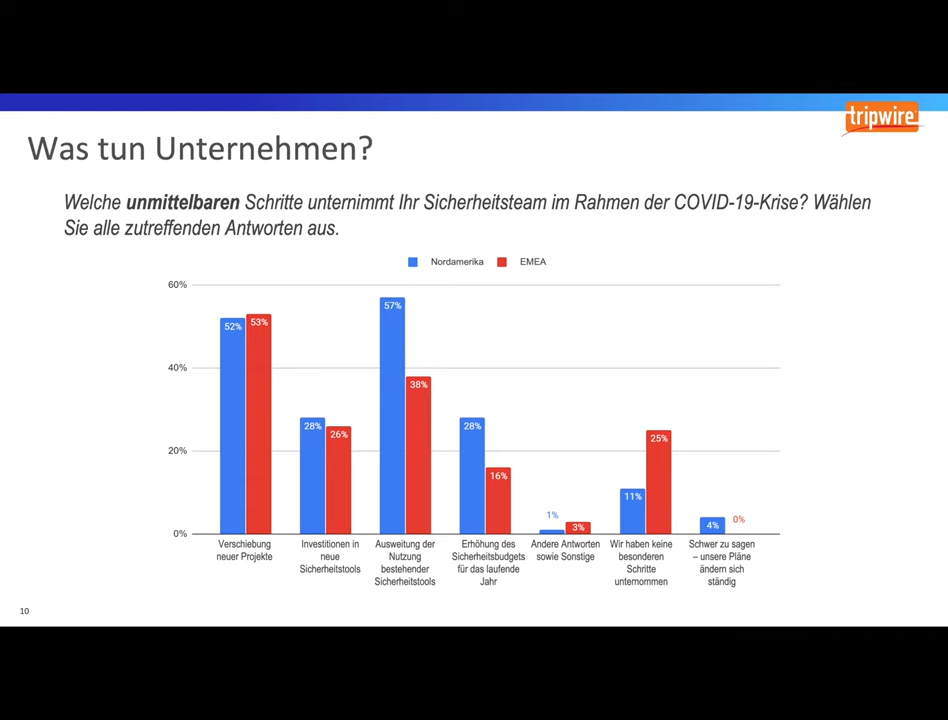 tripwire
Was tun Unternehmen?
Welche unmittelbaren Schritte unternimmt Ihr Sicherheitsteam im Rahmen der COVID-19-Krise? Wählen
Sie alle zutreffenden Antworten aus.
Nordamerika EMEA
60%
40%
20%
0%
52% 53%
28% 26%
57% 38%
28% 16%
1% 3%
11% 25%
4% 0%
Verschiebung
neuer Projekte
Investitionen in
neue
Sicherheitstools
Ausweitung der
Nutzung
bestehender
Sicherheitstools
Erhöhung des
Sicherheitsbudgets
für das laufende
Jahr
Andere Antworten
sowie Sonstige
Wir haben keine
besonderen
Schritte
unternommen
Schwer zu sagen
– unsere Pläne
ändern sich
ständig
10